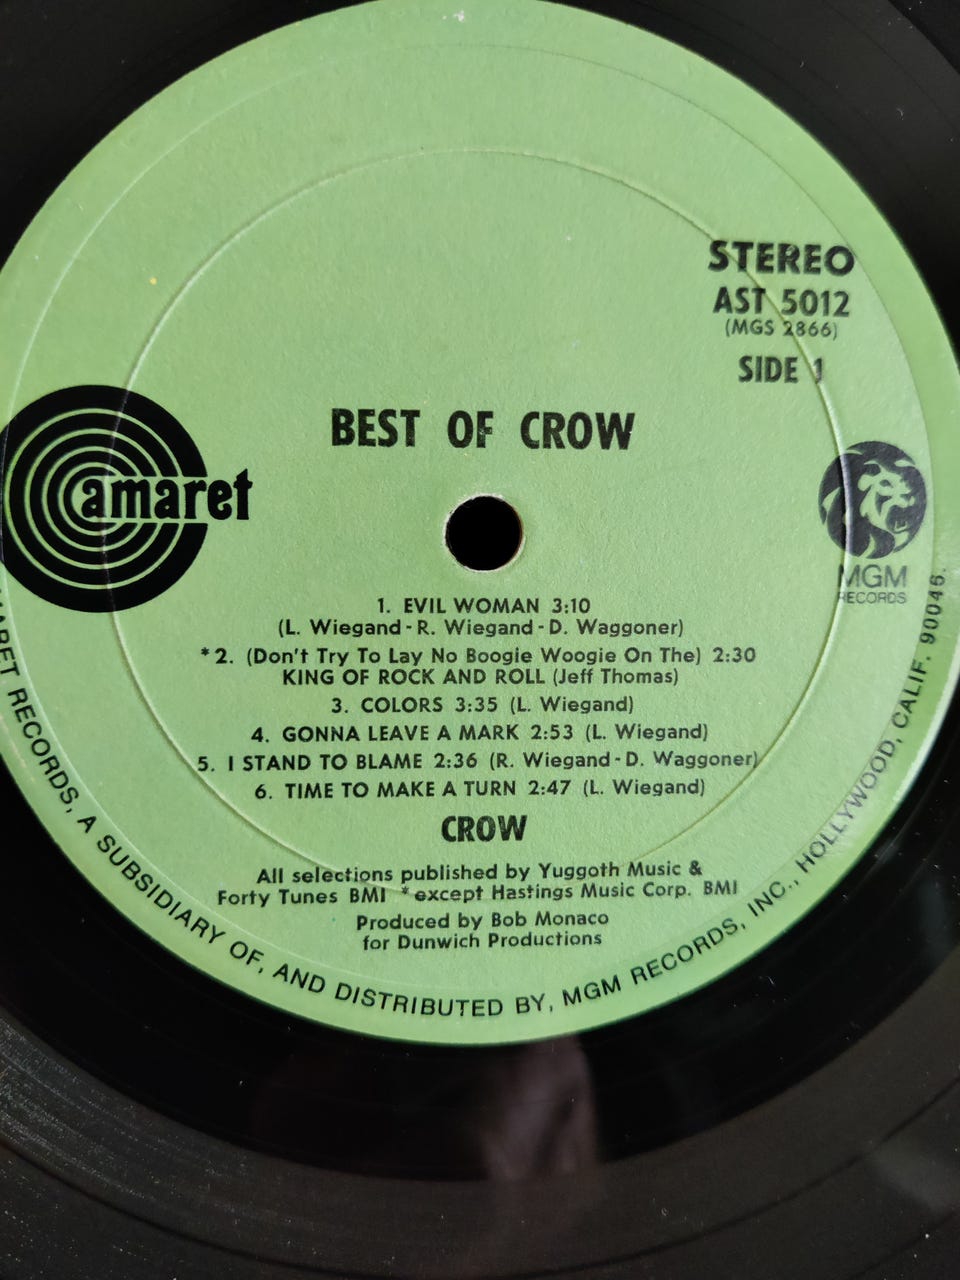 STEREO
AST 5012
(MGS 2866)
SIDE 1
BEST OF CROW
Camaret
MGM
RECORDS
1. EVIL WOMAN 3:10
(L. Wiegand - R. Wiegand - D. Waggoner)
*2. (Don't Try To Lay No Boogie Woogie On The) 2:30
KING OF ROCK AND ROLL (Jeff Thomas)
3. COLORS 3:35 (L. Wiegand)
4. GONNA LEAVE A MARK 2:53 (L. Wiegand)
5. I STAND TO BLAME 2:36 (R. Wiegand - D. Waggoner)
6. TIME TO MAKE A TURN 2:47 (L. Wiegand)
CROW
All selections published by Yuggoth Music &
Forty Tunes BMI *except Hastings Music Corp. BMI
Produced by Bob Monaco
for Dunwich Productions
RECORDS, A SUBSIDIARY OF, AND DISTRIBUTED BY, MGM RECORDS, INC., HOLLYWOOD, CALIF. 90046.